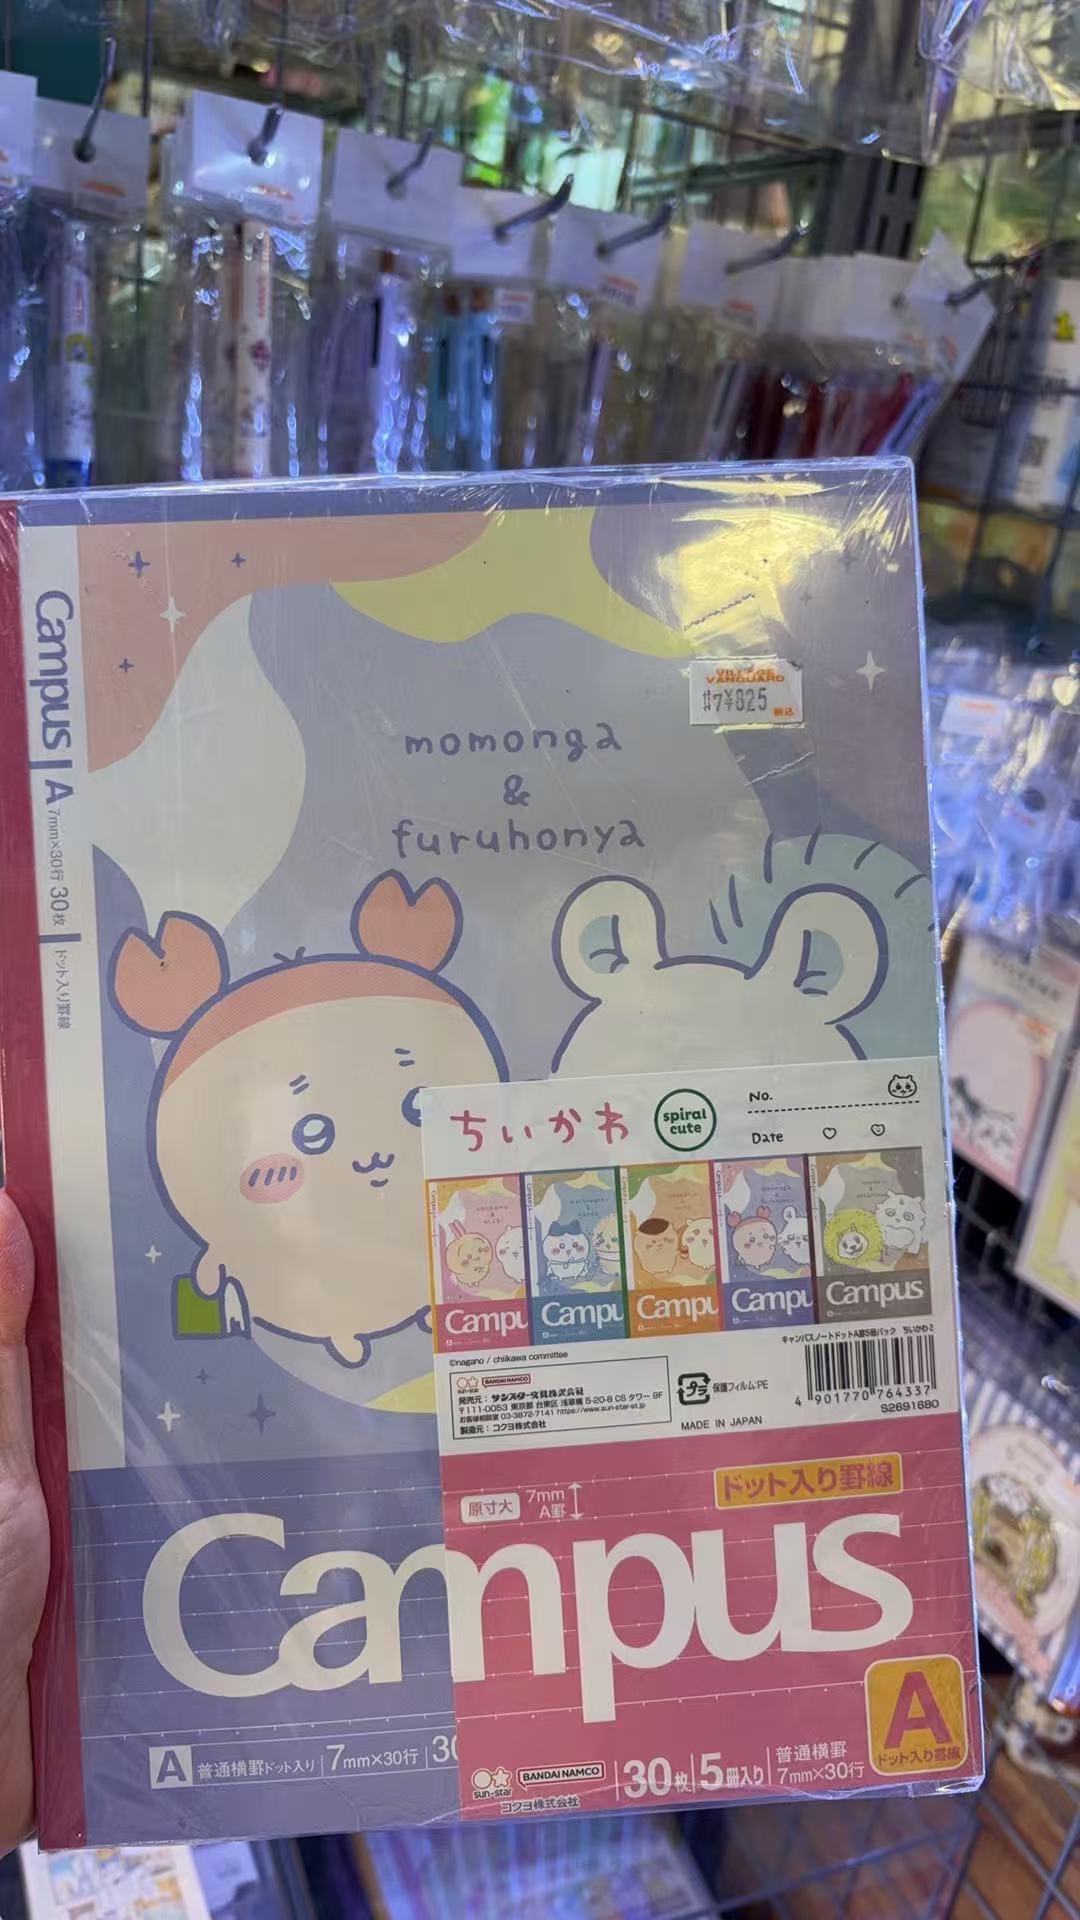 Campus A 7mm×30行 30枚 ドット入り罫線
VILLAGE
VANGUARD
¥825
税込
momonga
&
furuhonya
ちいかわ
spiral
cute
No.
Date
Campu
Campu
Campu
Campu
Campus
キャンパスノートドットA罫5冊パック ちいかわ2
©nagano / chiikawa committee
sun-star
BANDAI NAMCO
発売元：サンスター文具株式会社
〒111-0053 東京都 台東区 浅草橋 5-20-8 CS タワー 9F
お客様相談室 03-3872-7141 https://www.sun-star-st.jp
製造元：コクヨ株式会社
プラ
保護フィルム:PE
MADE IN JAPAN
4 901770 764337
S2691680
原寸大
7mm
A罫
ドット入り罫線
Campus
A
ドット入り罫線
A 普通横罫ドット入り 7mm×30行 30
sun-star
BANDAI NAMCO
コクヨ株式会社
30枚 5冊入り
普通横罫
7mm×30行